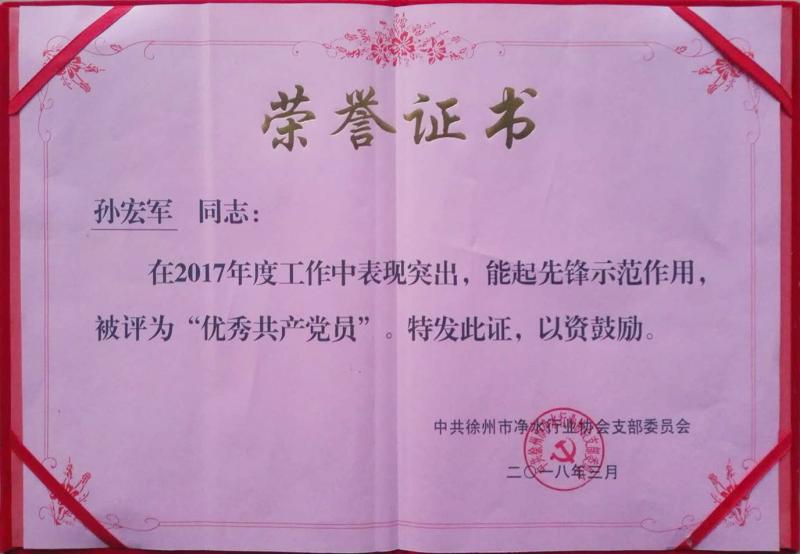 荣誉证书
孙宏军 同志：
在2017年度工作中表现突出，能起先锋示范作用，
被评为“优秀共产党员”。特发此证，以资鼓励。
中共徐州市净水行业协会支部委员会
二〇一八年三月